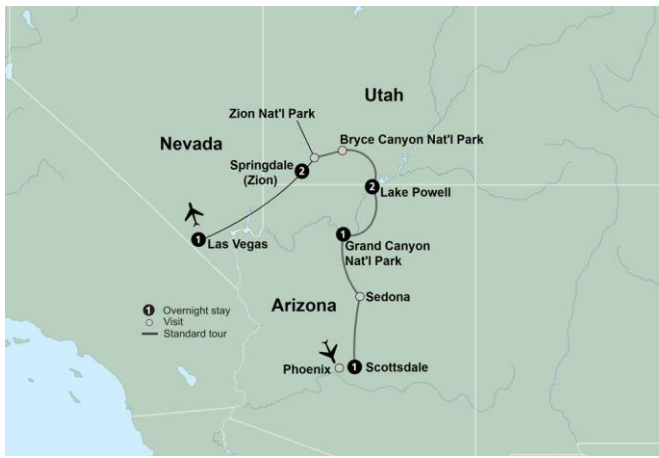 Utah
Zion Nat'l Park
Nevada
Bryce Canyon Nat'l Park
Springdale
(Zion)
2
2
Lake Powell
1
Las Vegas
1
Grand Canyon
Nat'l Park
Arizona
Sedona
1 Overnight stay
Visit
Standard tour
Phoenix
1
Scottsdale